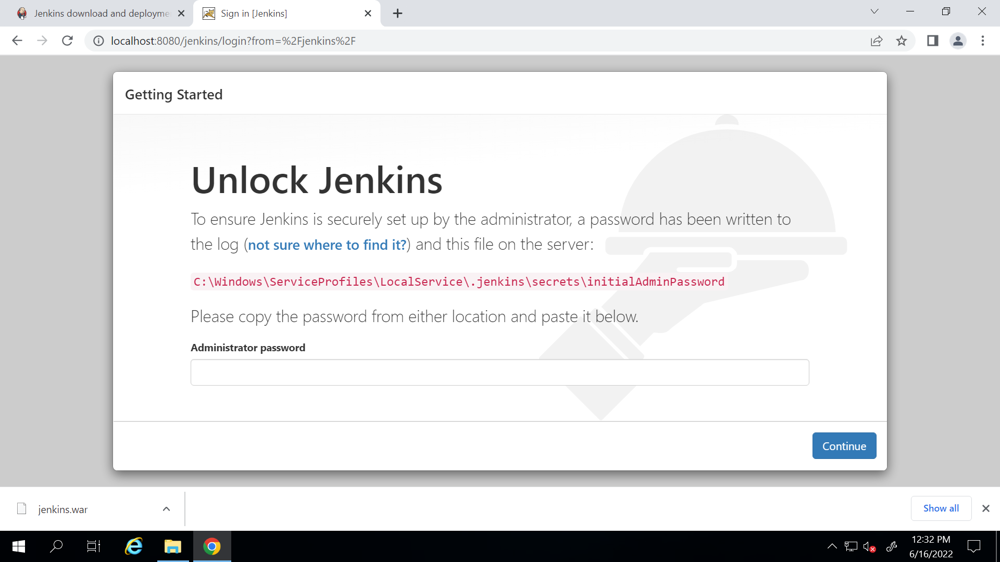 Jenkins download and deployme
Sign in [Jenkins]
localhost:8080/jenkins/login?from=%2Fjenkins%2F
Getting Started
Unlock Jenkins
To ensure Jenkins is securely set up by the administrator, a password has been written to
the log (not sure where to find it?) and this file on the server:
C:\Windows\ServiceProfiles\LocalService\.jenkins\secrets\initialAdminPassword
Please copy the password from either location and paste it below.
Administrator password
Continue
jenkins.war
Show all
12:32 PM
6/16/2022